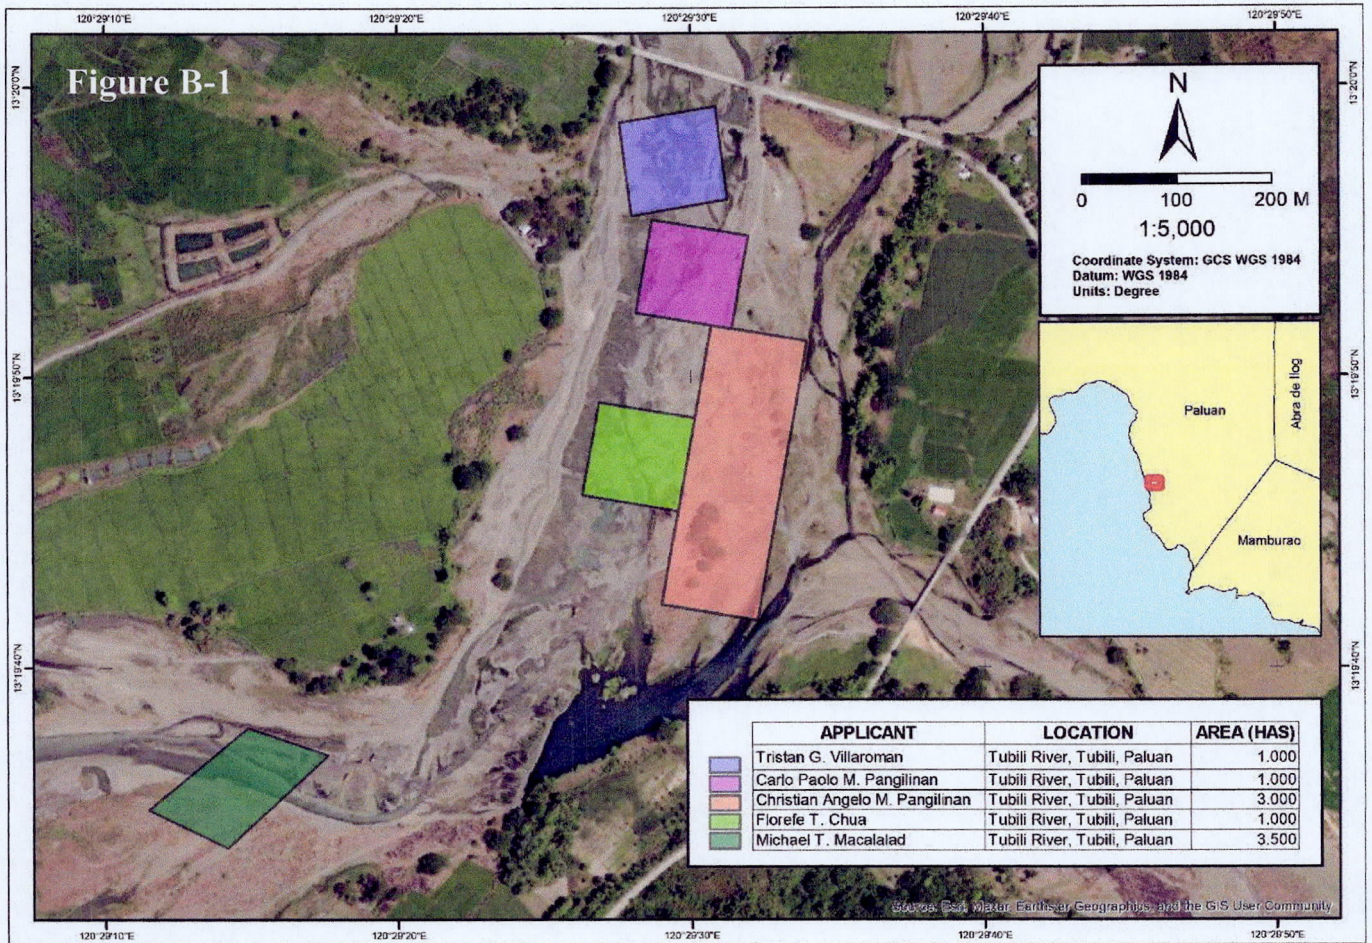 120°29'10"E 120°29'20"E 120°29'30"E 120°29'40"E 120°29'50"E
Figure B-1
13°20'0"N
13°20'0"N
N
0 100 200 M
1:5,000
Coordinate System: GCS WGS 1984
Datum: WGS 1984
Units: Degree
13°19'50"N
13°19'50"N
Paluan
Abra de Ilog
Mamburao
13°19'40"N
13°19'40"N
APPLICANT LOCATION AREA (HAS)
Tristan G. Villaroman Tubili River, Tubili, Paluan 1.000
Carlo Paolo M. Pangilinan Tubili River, Tubili, Paluan 1.000
Christian Angelo M. Pangilinan Tubili River, Tubili, Paluan 3.000
Florefe T. Chua Tubili River, Tubili, Paluan 1.000
Michael T. Macalalad Tubili River, Tubili, Paluan 3.500
Source: Esri, Maxar, Earthstar Geographics, and the GIS User Community
120°29'10"E 120°29'20"E 120°29'30"E 120°29'40"E 120°29'50"E